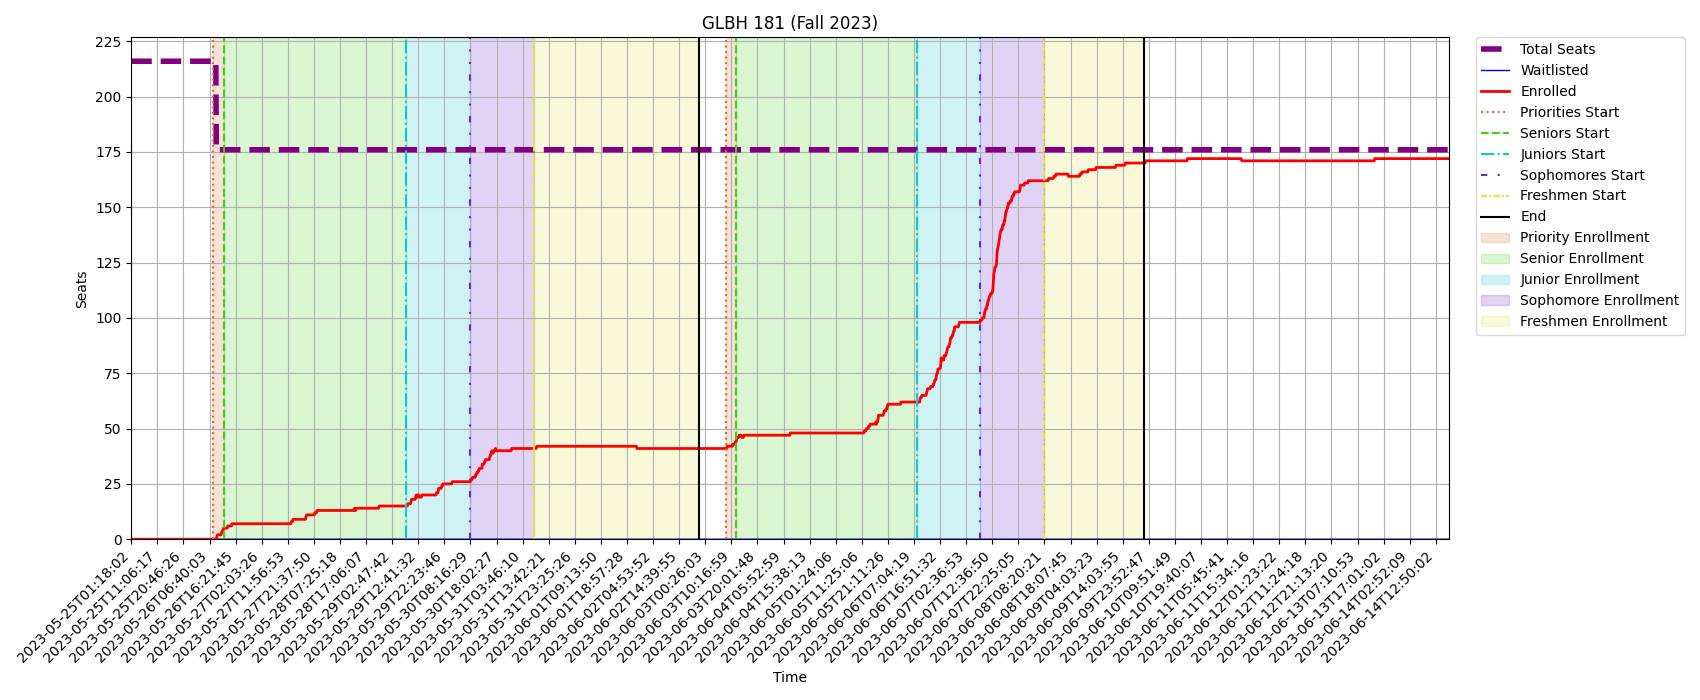 GLBH 181 (Fall 2023)
225
200
175
150
125
100
75
50
25
0
Seats
2023-05-25T01:18:02
2023-05-25T11:06:17
2023-05-25T20:46:26
2023-05-26T06:40:03
2023-05-26T16:21:45
2023-05-27T02:03:26
2023-05-27T11:56:53
2023-05-27T21:37:50
2023-05-28T07:25:18
2023-05-28T17:06:07
2023-05-29T02:47:42
2023-05-29T12:41:32
2023-05-29T22:23:46
2023-05-30T08:16:29
2023-05-30T18:02:27
2023-05-31T03:46:10
2023-05-31T13:42:21
2023-05-31T23:25:26
2023-06-01T09:13:50
2023-06-01T18:57:28
2023-06-02T04:53:52
2023-06-02T14:39:55
2023-06-03T00:26:03
2023-06-03T10:16:59
2023-06-03T20:01:48
2023-06-04T05:52:59
2023-06-04T15:38:13
2023-06-05T01:24:06
2023-06-05T11:25:06
2023-06-05T21:11:26
2023-06-06T07:04:19
2023-06-06T16:51:32
2023-06-07T02:36:53
2023-06-07T12:36:50
2023-06-07T22:25:05
2023-06-08T08:20:21
2023-06-08T18:07:45
2023-06-09T04:03:23
2023-06-09T14:03:55
2023-06-09T23:52:47
2023-06-10T09:51:49
2023-06-10T19:40:07
2023-06-11T05:45:41
2023-06-11T15:34:16
2023-06-12T01:23:22
2023-06-12T11:24:18
2023-06-12T21:13:20
2023-06-13T07:10:53
2023-06-13T17:01:02
2023-06-14T02:52:09
2023-06-14T12:50:02
Time
Total Seats
Waitlisted
Enrolled
Priorities Start
Seniors Start
Juniors Start
Sophomores Start
Freshmen Start
End
Priority Enrollment
Senior Enrollment
Junior Enrollment
Sophomore Enrollment
Freshmen Enrollment